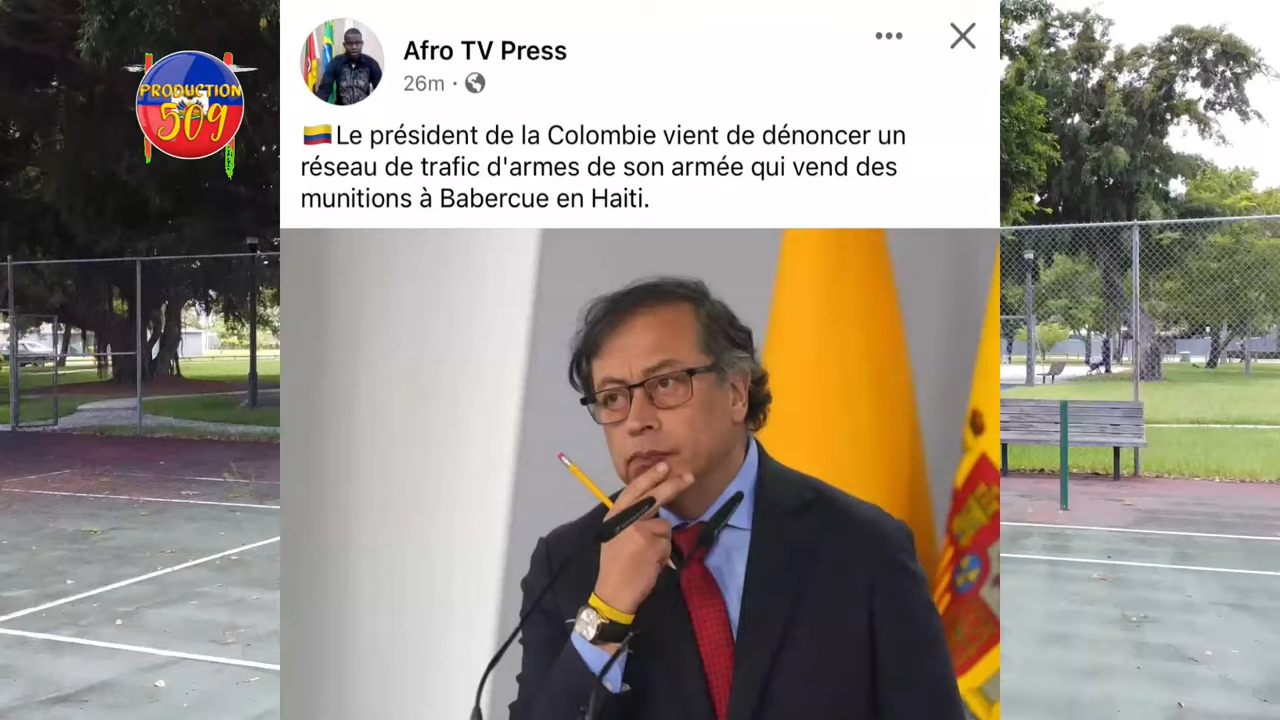 PRODUCTION
509
Afro TV Press
26m ·
🇨🇴Le président de la Colombie vient de dénoncer un
réseau de trafic d'armes de son armée qui vend des
munitions à Babercue en Haiti.